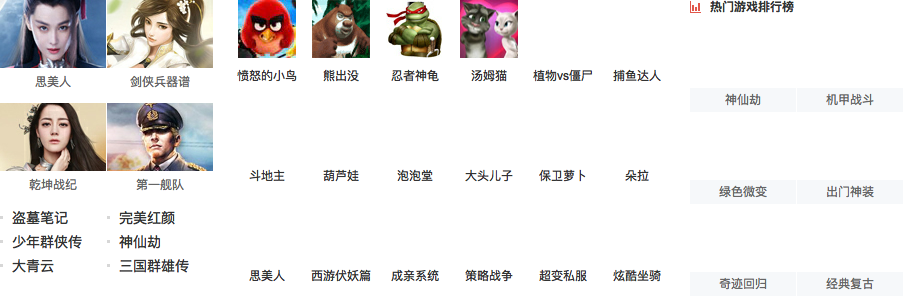 思美人
剑侠兵器谱
乾坤战纪
第一舰队
盗墓笔记
完美红颜
少年群侠传
神仙劫
大青云
三国群雄传
愤怒的小鸟
熊出没
忍者神龟
汤姆猫
植物vs僵尸
捕鱼达人
斗地主
葫芦娃
泡泡堂
大头儿子
保卫萝卜
朵拉
思美人
西游伏妖篇
成亲系统
策略战争
超变私服
炫酷坐骑
热门游戏排行榜
神仙劫
机甲战斗
绿色微变
出门神装
奇迹回归
经典复古